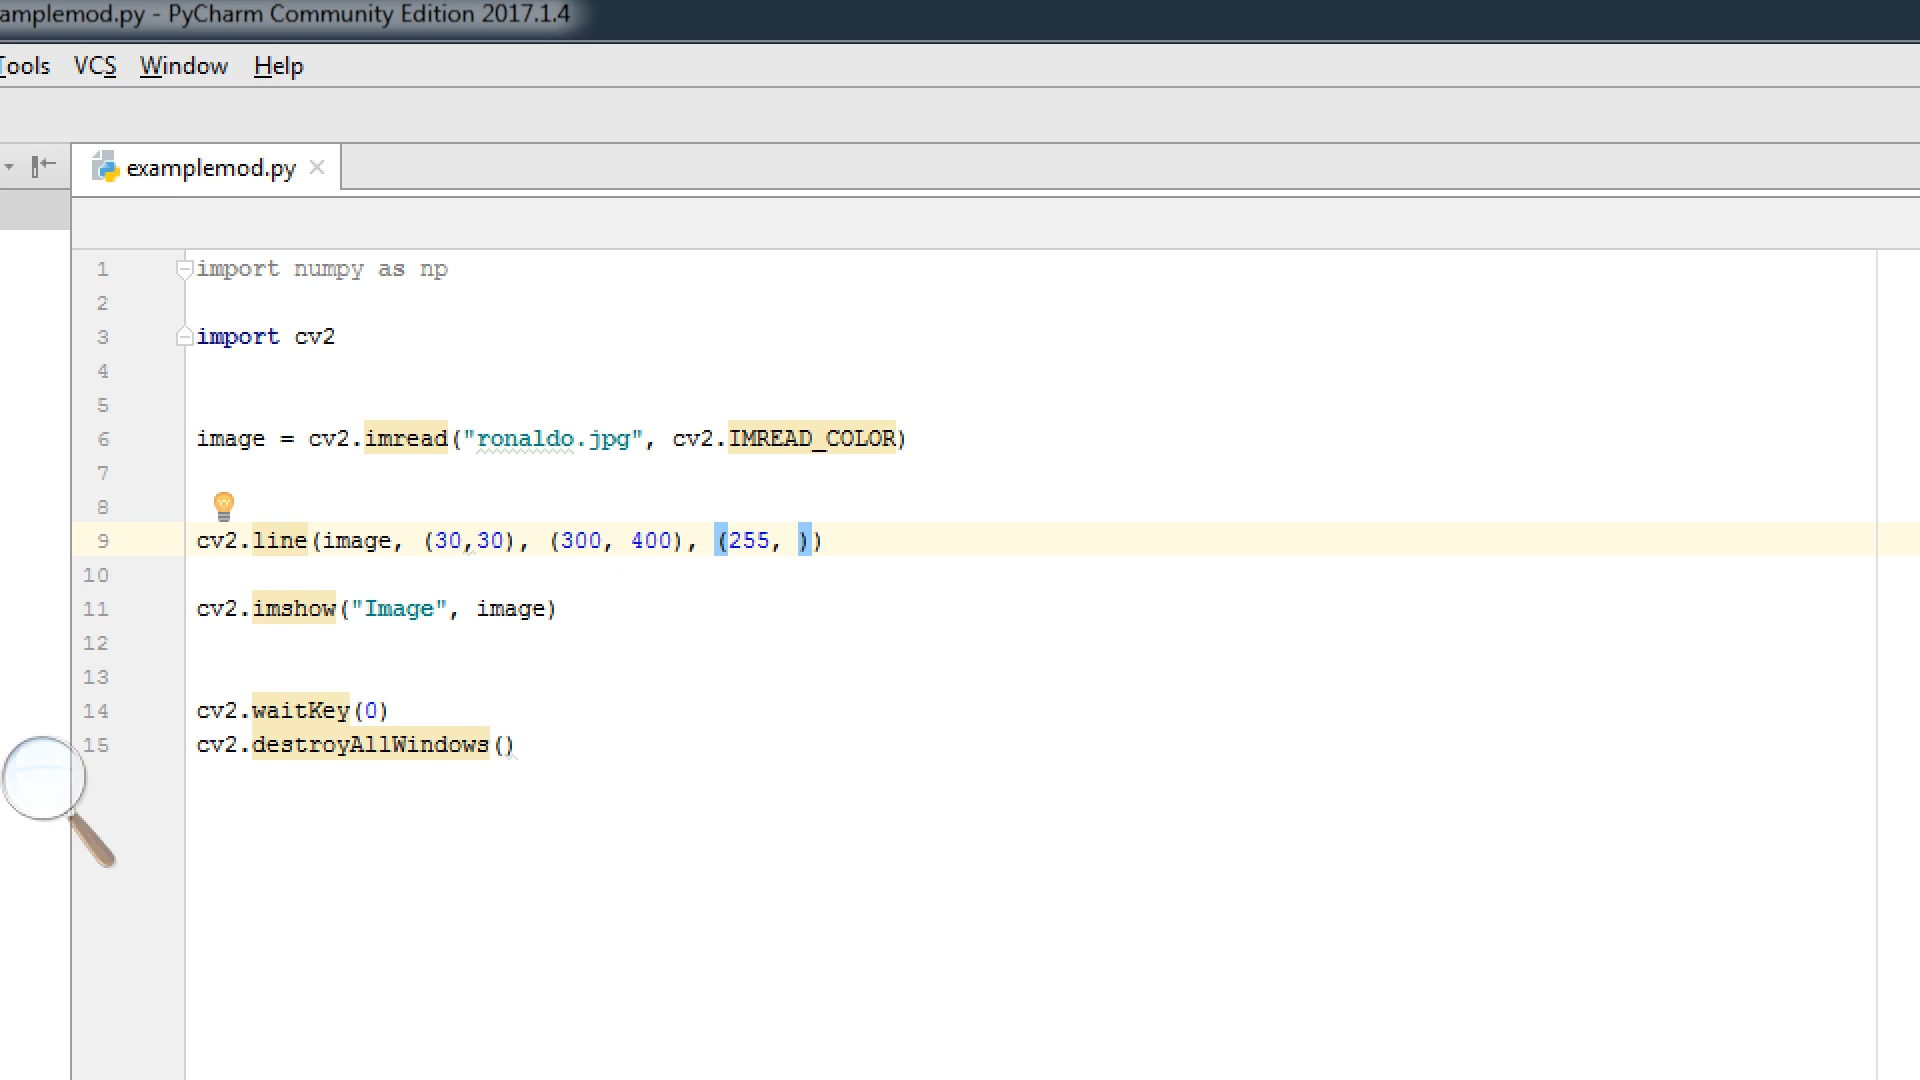 amplemod.py - PyCharm Community Edition 2017.1.4
Tools VCS Window Help
examplemod.py
1 import numpy as np
2
3 import cv2
4
5
6 image = cv2.imread("ronaldo.jpg", cv2.IMREAD_COLOR)
7
8
9 cv2.line(image, (30,30), (300, 400), (255, ))
10
11 cv2.imshow("Image", image)
12
13
14 cv2.waitKey(0)
15 cv2.destroyAllWindows()